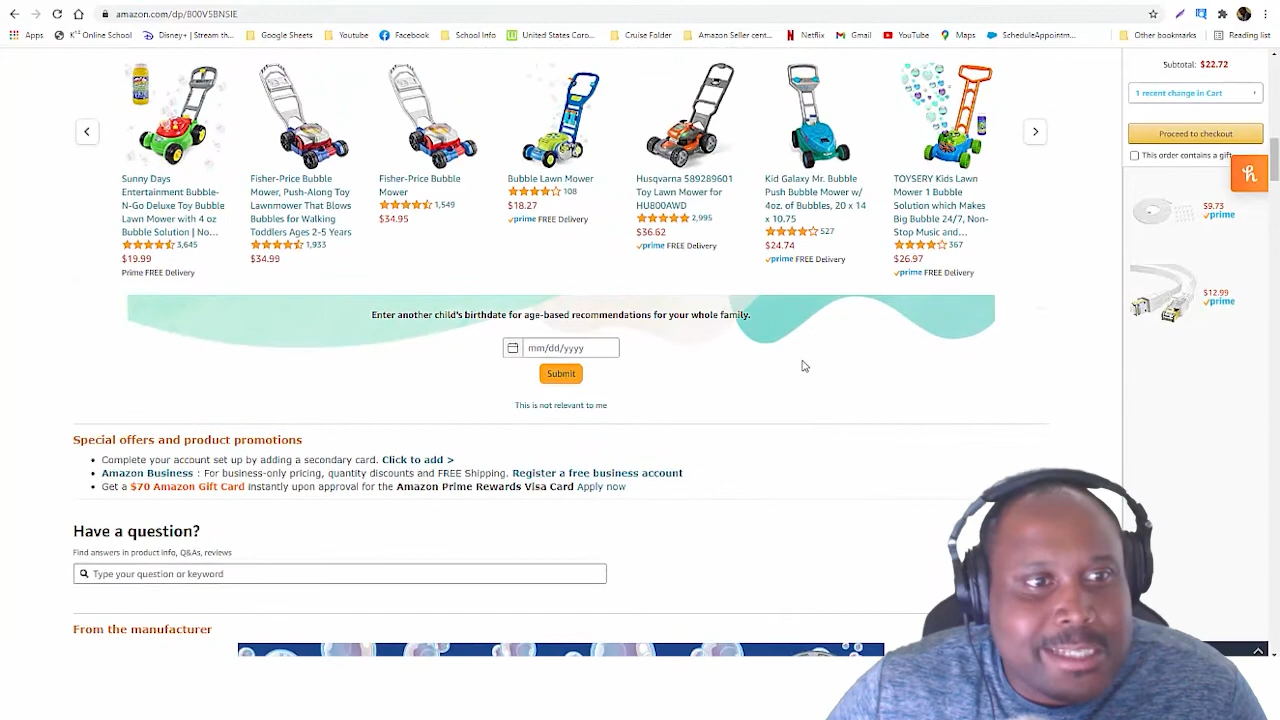 amazon.com/dp/B00V5BNSIE
Apps K¹² Online School Disney+ | Stream th... Google Sheets Youtube Facebook School Info United States Coro... Cruise Folder Amazon Seller cent... Netflix Gmail YouTube Maps ScheduleAppointm... Other bookmarks Reading list
Subtotal: $22.72
1 recent change in Cart
Proceed to checkout
This order contains a gift
Sunny Days
Entertainment Bubble-
N-Go Deluxe Toy Bubble
Lawn Mower with 4 oz
Bubble Solution | No...
3,645
$19.99
Prime FREE Delivery
Fisher-Price Bubble
Mower, Push-Along Toy
Lawnmower That Blows
Bubbles for Walking
Toddlers Ages 2-5 Years
1,933
$34.99
Fisher-Price Bubble
Mower
1,549
$34.95
Bubble Lawn Mower
108
$18.27
prime FREE Delivery
Husqvarna 589289601
Toy Lawn Mower for
HU800AWD
2,995
$36.62
prime FREE Delivery
Kid Galaxy Mr. Bubble
Push Bubble Mower w/
4oz. of Bubbles, 20 x 14
x 10.75
527
$24.74
prime FREE Delivery
TOYSERY Kids Lawn
Mower 1 Bubble
Solution which Makes
Big Bubble 24/7, Non-
Stop Music and...
367
$26.97
prime FREE Delivery
h
$9.73
prime
$12.99
prime
Enter another child's birthdate for age-based recommendations for your whole family.
mm/dd/yyyy
Submit
This is not relevant to me
Special offers and product promotions
Complete your account set up by adding a secondary card. Click to add >
Amazon Business : For business-only pricing, quantity discounts and FREE Shipping. Register a free business account
Get a $70 Amazon Gift Card instantly upon approval for the Amazon Prime Rewards Visa Card Apply now
Have a question?
Find answers in product info, Q&As, reviews
Type your question or keyword
From the manufacturer